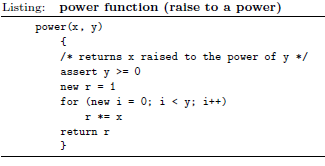 Listing: power function (raise to a power)
power(x, y)
{
/* returns x raised to the power of y */
assert y >= 0
new r = 1
for (new i = 0; i < y; i++)
r *= x
return r
}